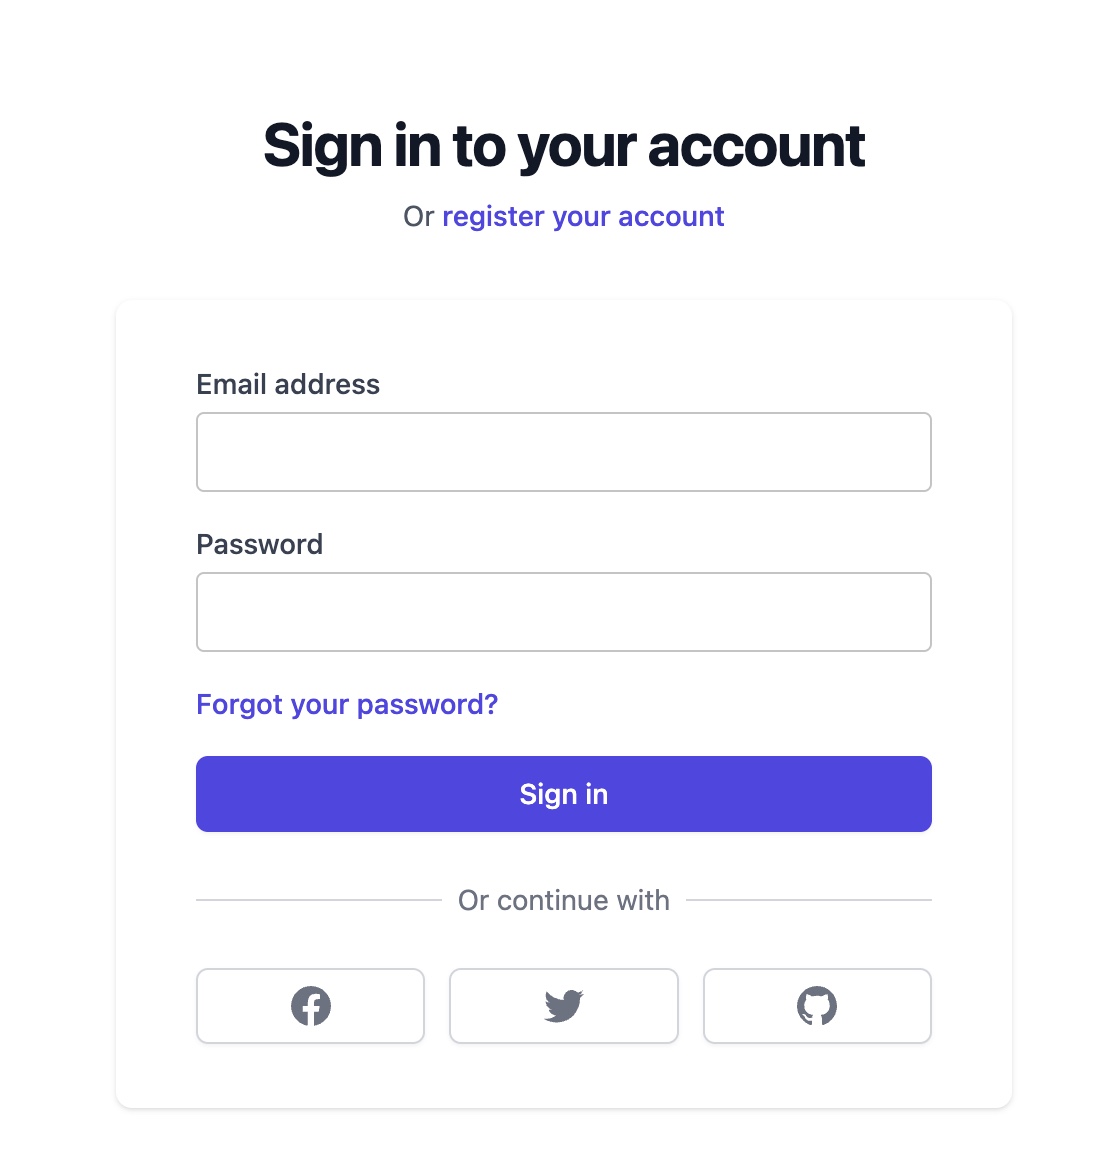 Sign in to your account
Or register your account
Email address
Password
Forgot your password?
Sign in
Or continue with